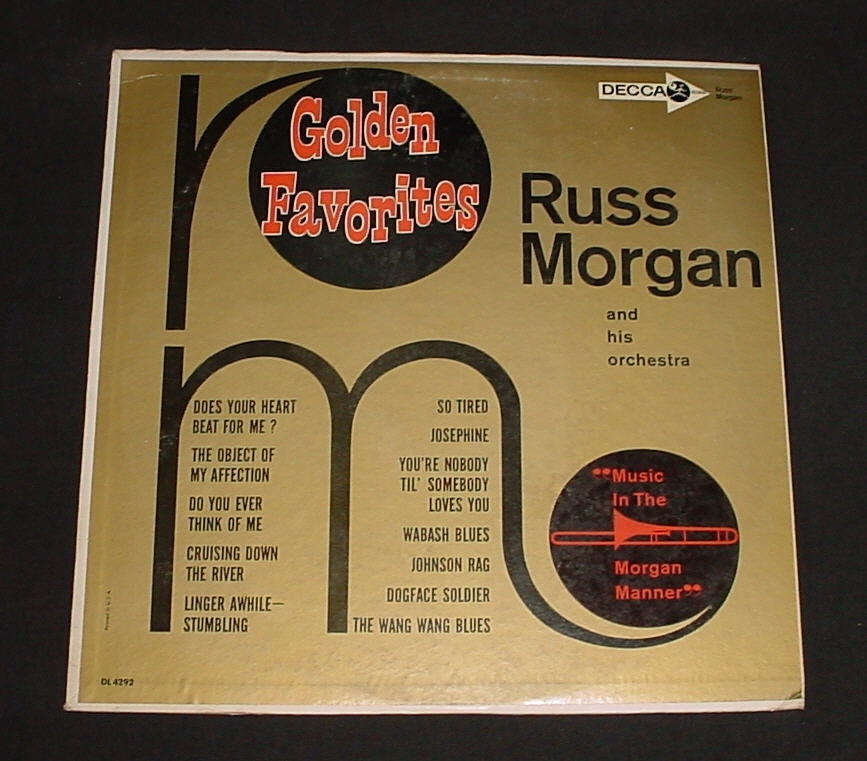 Golden
Favorites
DECCA
Russ
Morgan
Russ
Morgan
and
his
orchestra
DOES YOUR HEART
BEAT FOR ME ?
THE OBJECT OF
MY AFFECTION
DO YOU EVER
THINK OF ME
CRUISING DOWN
THE RIVER
LINGER AWHILE—
STUMBLING
SO TIRED
JOSEPHINE
YOU'RE NOBODY
TIL' SOMEBODY
LOVES YOU
WABASH BLUES
JOHNSON RAG
DOGFACE SOLDIER
THE WANG WANG BLUES
“Music
In The
Morgan
Manner”
Printed in U.S.A.
DL 4292